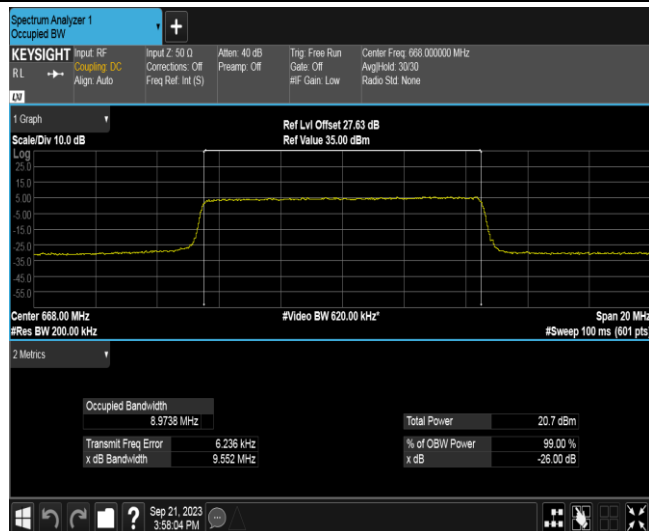 Spectrum Analyzer 1
Occupied BW
+
KEYSIGHT
RL
Input: RF
Coupling: DC
Align: Auto
Input Z: 50 Ω
Corrections: Off
Freq Ref: Int (S)
Atten: 40 dB
Preamp: Off
Trig: Free Run
Gate: Off
#IF Gain: Low
Center Freq: 668.000000 MHz
Avg|Hold: 30/30
Radio Std: None
LXI
1 Graph
Scale/Div 10.0 dB
Ref Lvl Offset 27.63 dB
Ref Value 35.00 dBm
Log
25.0
15.0
5.00
-5.00
-15.0
-25.0
-35.0
-45.0
-55.0
Center 668.00 MHz
#Res BW 200.00 kHz
#Video BW 620.00 kHz*
Span 20 MHz
#Sweep 100 ms (601 pts)
2 Metrics
Occupied Bandwidth
8.9738 MHz
Transmit Freq Error 6.236 kHz
x dB Bandwidth 9.552 MHz
Total Power 20.7 dBm
% of OBW Power 99.00 %
x dB -26.00 dB
?
Sep 21, 2023
3:58:04 PM